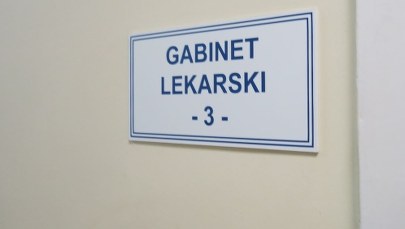 GABINET
LEKARSKI
- 3 -